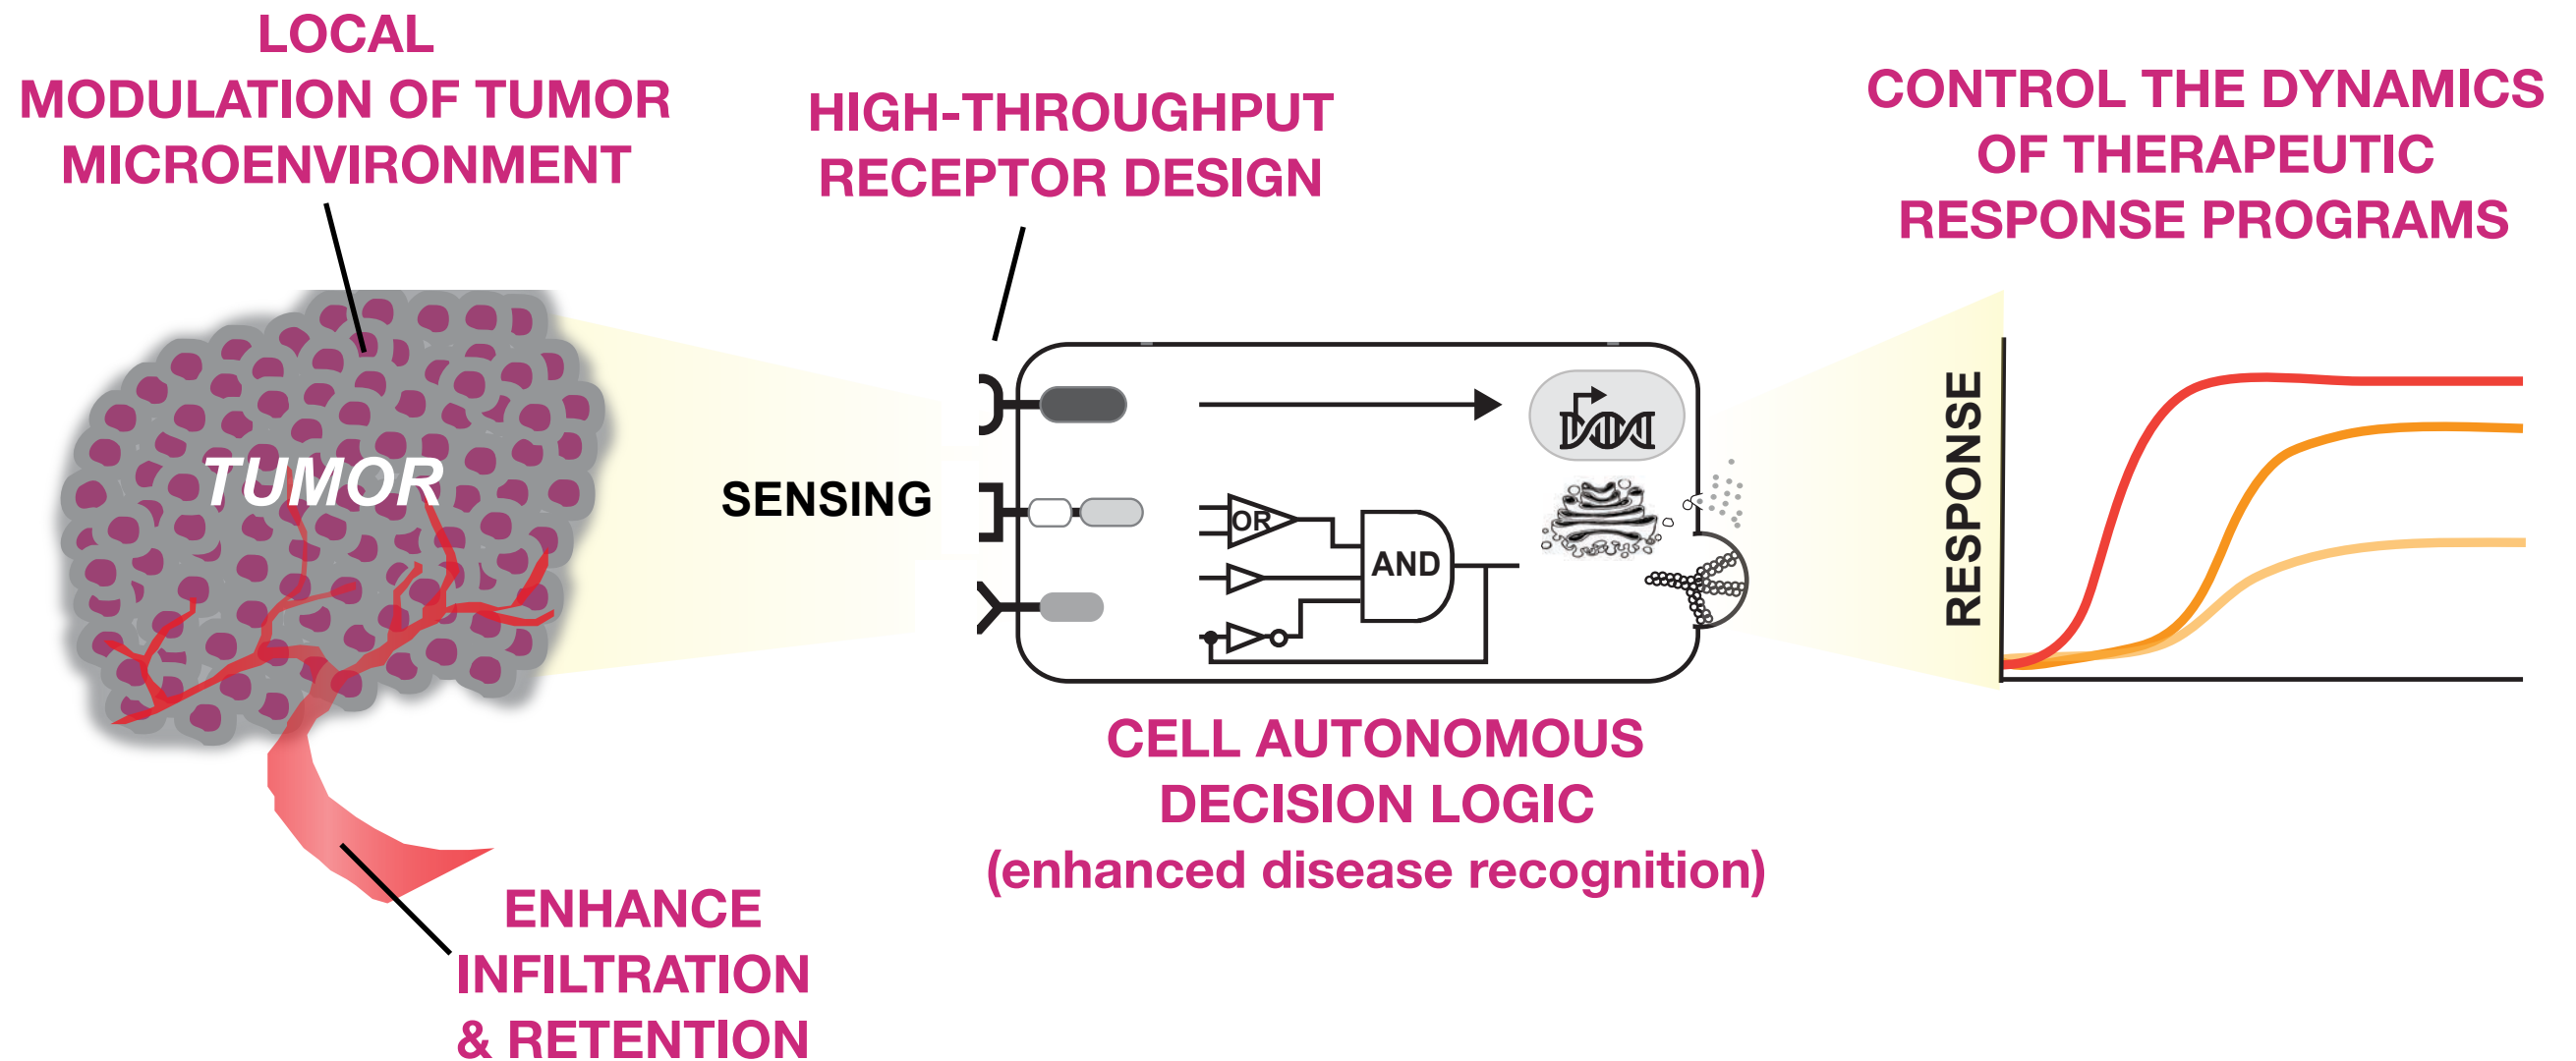 LOCAL
MODULATION OF TUMOR
MICROENVIRONMENT
HIGH-THROUGHPUT
RECEPTOR DESIGN
CONTROL THE DYNAMICS
OF THERAPEUTIC
RESPONSE PROGRAMS
TUMOR
SENSING
OR
AND
RESPONSE
CELL AUTONOMOUS
DECISION LOGIC
(enhanced disease recognition)
ENHANCE
INFILTRATION
& RETENTION